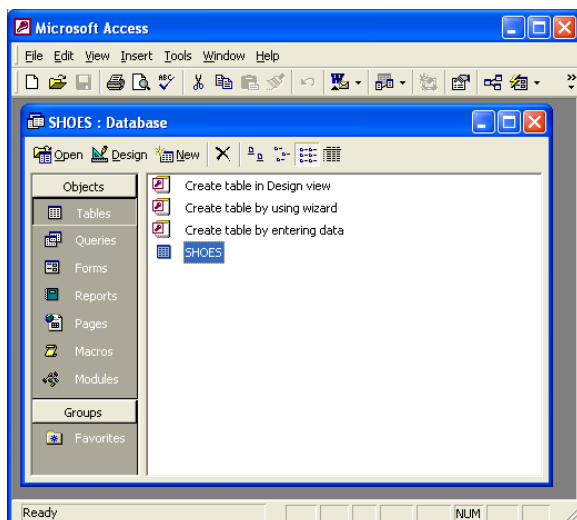 Microsoft Access
File Edit View Insert Tools Window Help
ABC W
SHOES : Database
Open Design New
Objects
Tables
Queries
Forms
Reports
Pages
Macros
Modules
Groups
Favorites
Create table in Design view
Create table by using wizard
Create table by entering data
SHOES
Ready NUM